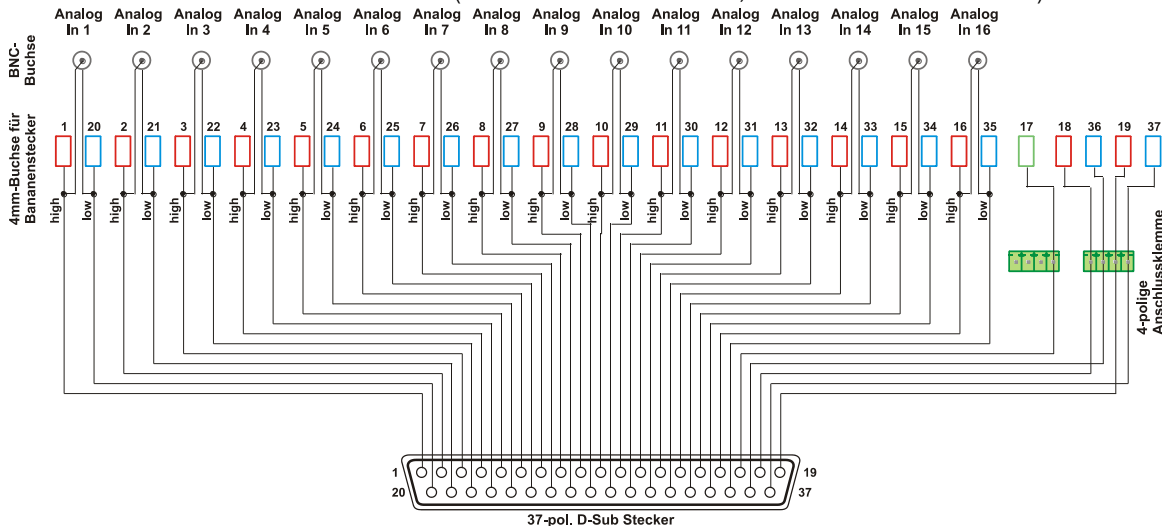 Analog In 1
Analog In 2
Analog In 3
Analog In 4
Analog In 5
Analog In 6
Analog In 7
Analog In 8
Analog In 9
Analog In 10
Analog In 11
Analog In 12
Analog In 13
Analog In 14
Analog In 15
Analog In 16
BNC-
Buchse
4mm-Buchse für
Bananenstecker
1 20 2 21 3 22 4 23 5 24 6 25 7 26 8 27 9 28 10 29 11 30 12 31 13 32 14 33 15 34 16 35 17 18 36 19 37
high low high low high low high low high low high low high low high low high low high low high low high low high low high low high low high low
4-polige
Anschlussklemme
1 19
20 37
37-pol. D-Sub Stecker